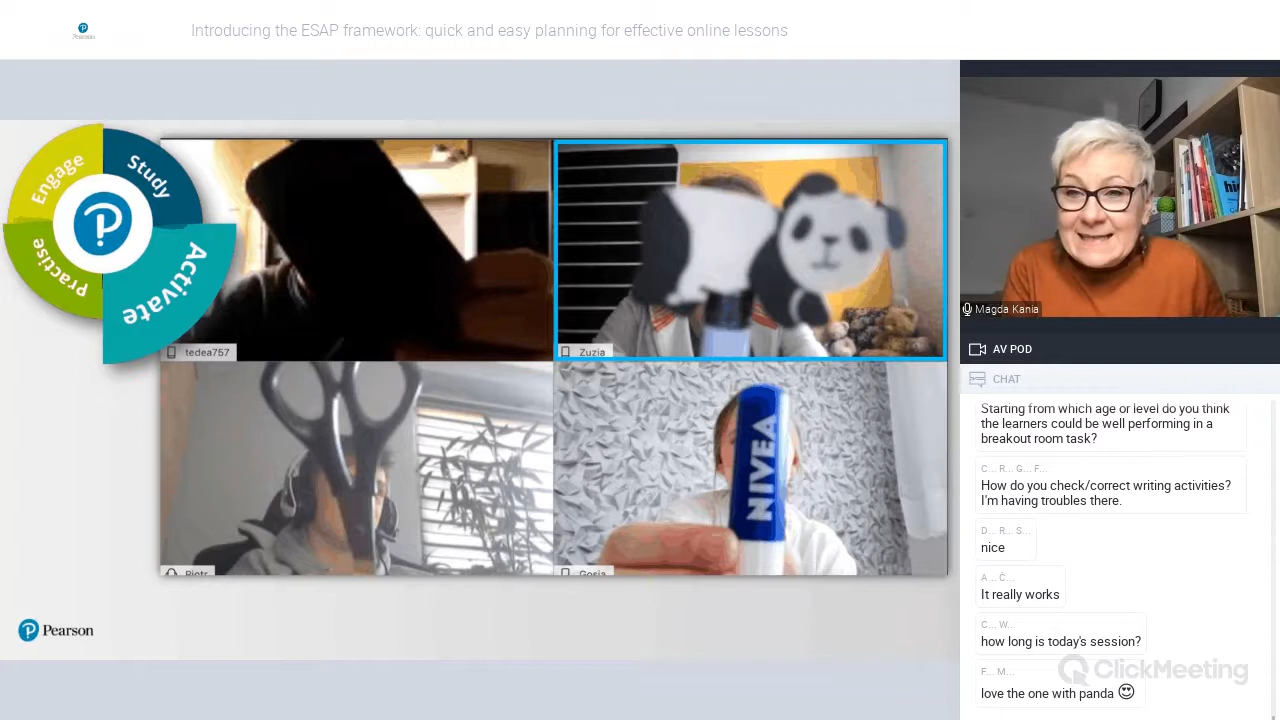 Pearson
Introducing the ESAP framework: quick and easy planning for effective online lessons
Engage
Study
Practise
Activate
tedea757
Zuzia
Piotr
Gosia
NIVEA
Pearson
Magda Kania
AV POD
CHAT
Starting from which age or level do you think
the learners could be well performing in a
breakout room task?
C... R... G... F...
How do you check/correct writing activities?
I'm having troubles there.
D... R... S...
nice
A... Č...
It really works
C... W...
how long is today's session?
F... M...
love the one with panda 😍
ClickMeeting